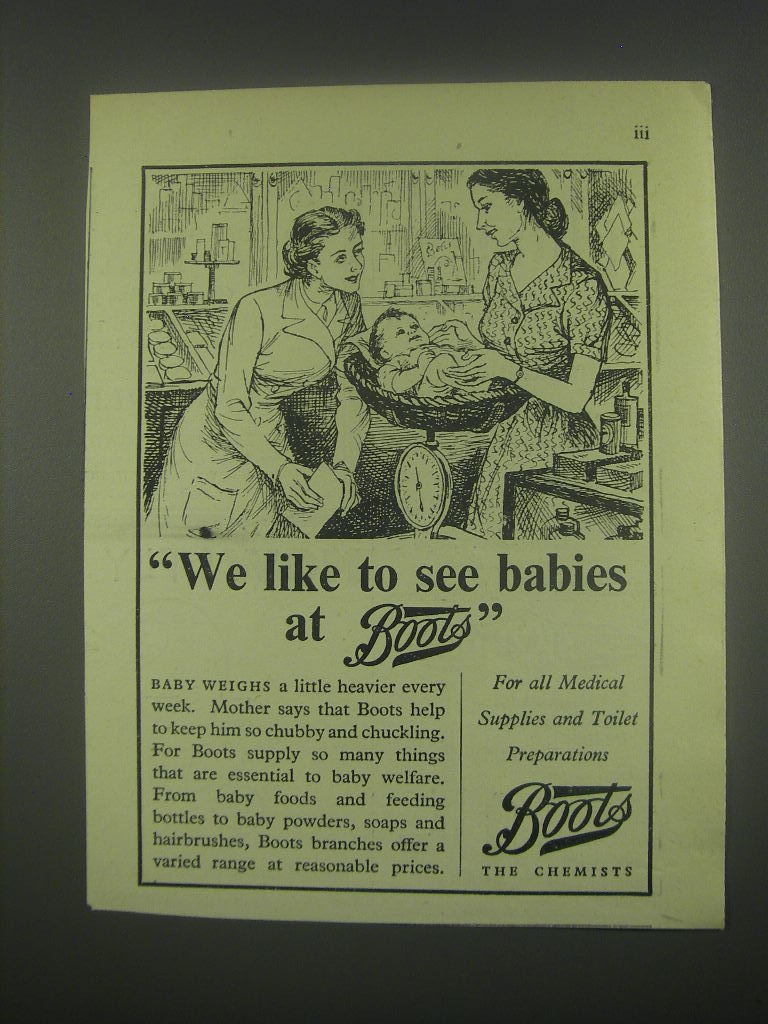 iii
“We like to see babies
at Boots”
BABY WEIGHS a little heavier every
week. Mother says that Boots help
to keep him so chubby and chuckling.
For Boots supply so many things
that are essential to baby welfare.
From baby foods and feeding
bottles to baby powders, soaps and
hairbrushes, Boots branches offer a
varied range at reasonable prices.
For all Medical
Supplies and Toilet
Preparations
Boots
THE CHEMISTS